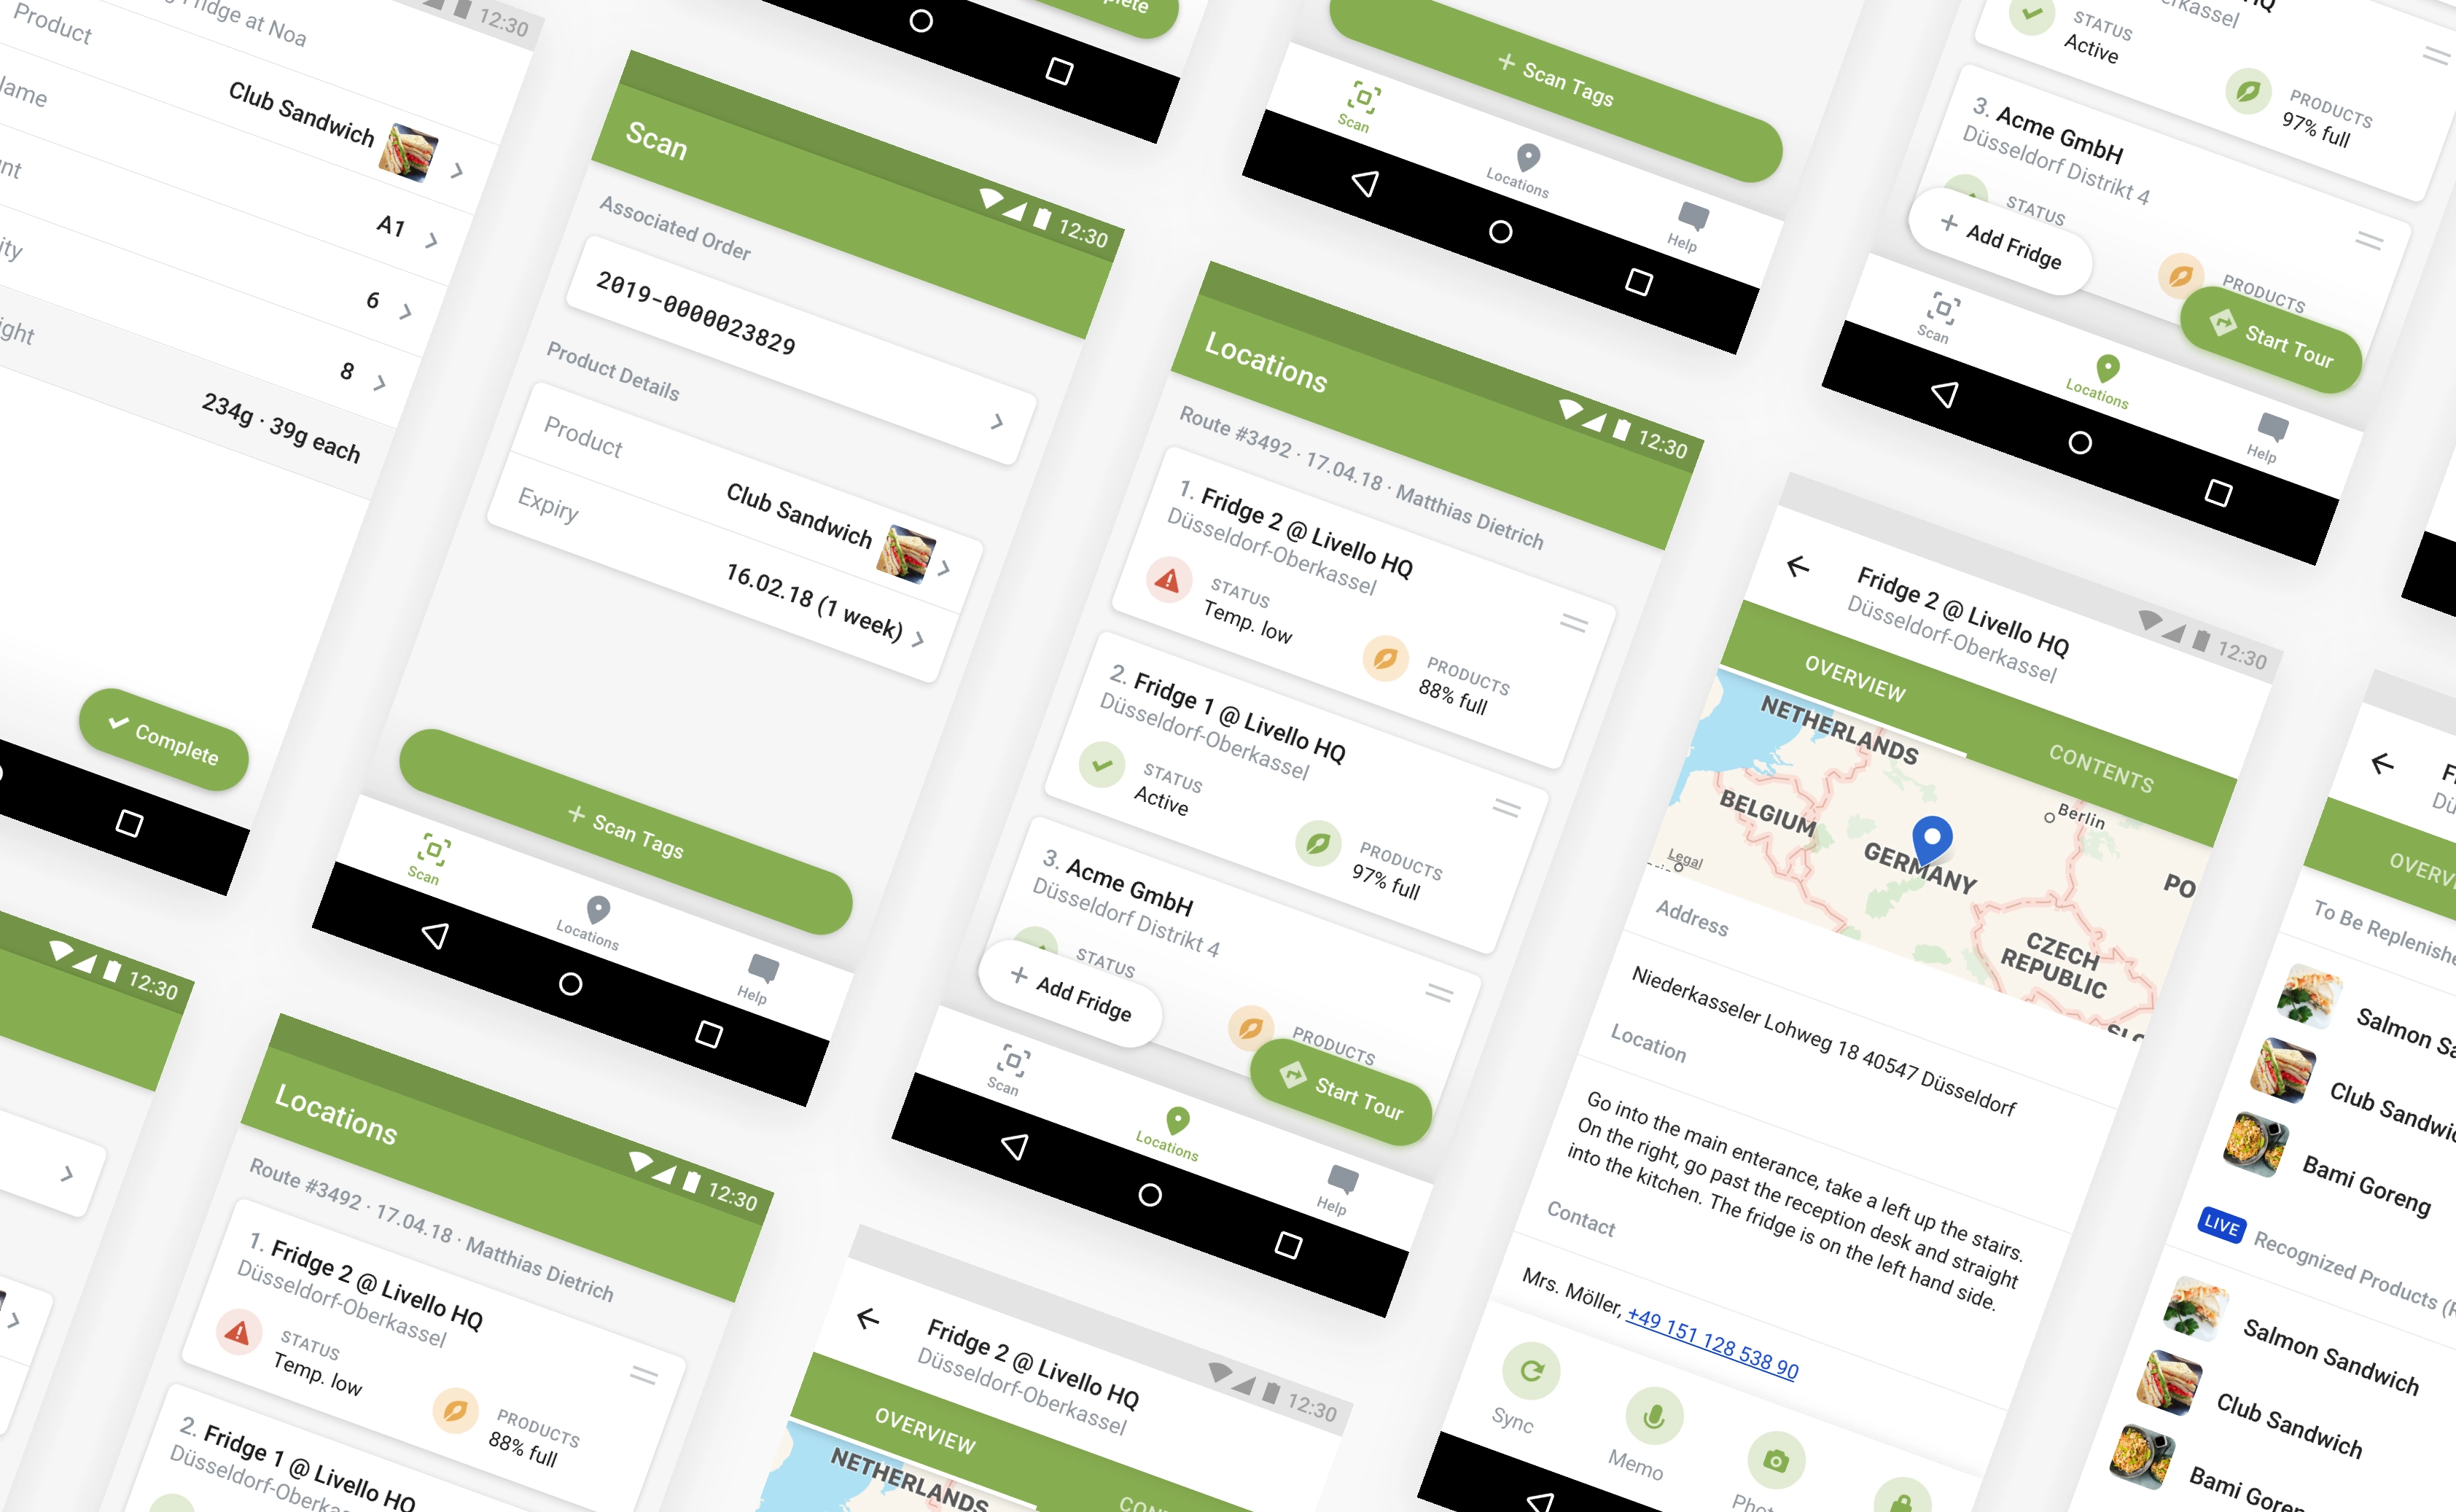 Fridge at Noa
12:30
Product
Club Sandwich
A1
6
8
234g · 39g each
Complete
Scan
12:30
Associated Order
2019-0000023829
Product Details
Product
Club Sandwich
Expiry
16.02.18 (1 week)
+ Scan Tags
Scan
Locations
Help
+ Scan Tags
Scan
Locations
Help
Locations
12:30
Route #3492 · 17.04.18 · Matthias Dietrich
1. Fridge 2 @ Livello HQ
Düsseldorf-Oberkassel
STATUS
Temp. low
PRODUCTS
88% full
2. Fridge 1 @ Livello HQ
Düsseldorf-Oberkassel
STATUS
Active
PRODUCTS
97% full
3. Acme GmbH
Düsseldorf Distrikt 4
STATUS
PRODUCTS
+ Add Fridge
Start Tour
Scan
Locations
Help
HQ
STATUS
Active
PRODUCTS
97% full
3. Acme GmbH
Düsseldorf Distrikt 4
STATUS
PRODUCTS
+ Add Fridge
Start Tour
Scan
Locations
Help
12:30
Fridge 2 @ Livello HQ
Düsseldorf-Oberkassel
OVERVIEW
CONTENTS
NETHERLANDS
BELGIUM
Berlin
GERMANY
PO
Legal
CZECH
REPUBLIC
Address
Niederkasseler Lohweg 18 40547 Düsseldorf
Location
Go into the main enterance, take a left up the stairs.
On the right, go past the reception desk and straight
into the kitchen. The fridge is on the left hand side.
Contact
Mrs. Möller, +49 151 128 538 90
Sync
Memo
To Be
Salmon
Club
Bami Goreng
LIVE Recognized Products
Salmon Sandwich
Club Sandwich
Bami
12:30
Locations
12:30
Route #3492 · 17.04.18 · Matthias Dietrich
1. Fridge 2 @ Livello HQ
Düsseldorf-Oberkassel
STATUS
Temp. low
PRODUCTS
88% full
2. Fridge 1 @ Livello HQ
Düsseldorf-Oberkassel
12:30
Fridge 2 @ Livello HQ
Düsseldorf-Oberkassel
OVERVIEW
NETHERLANDS